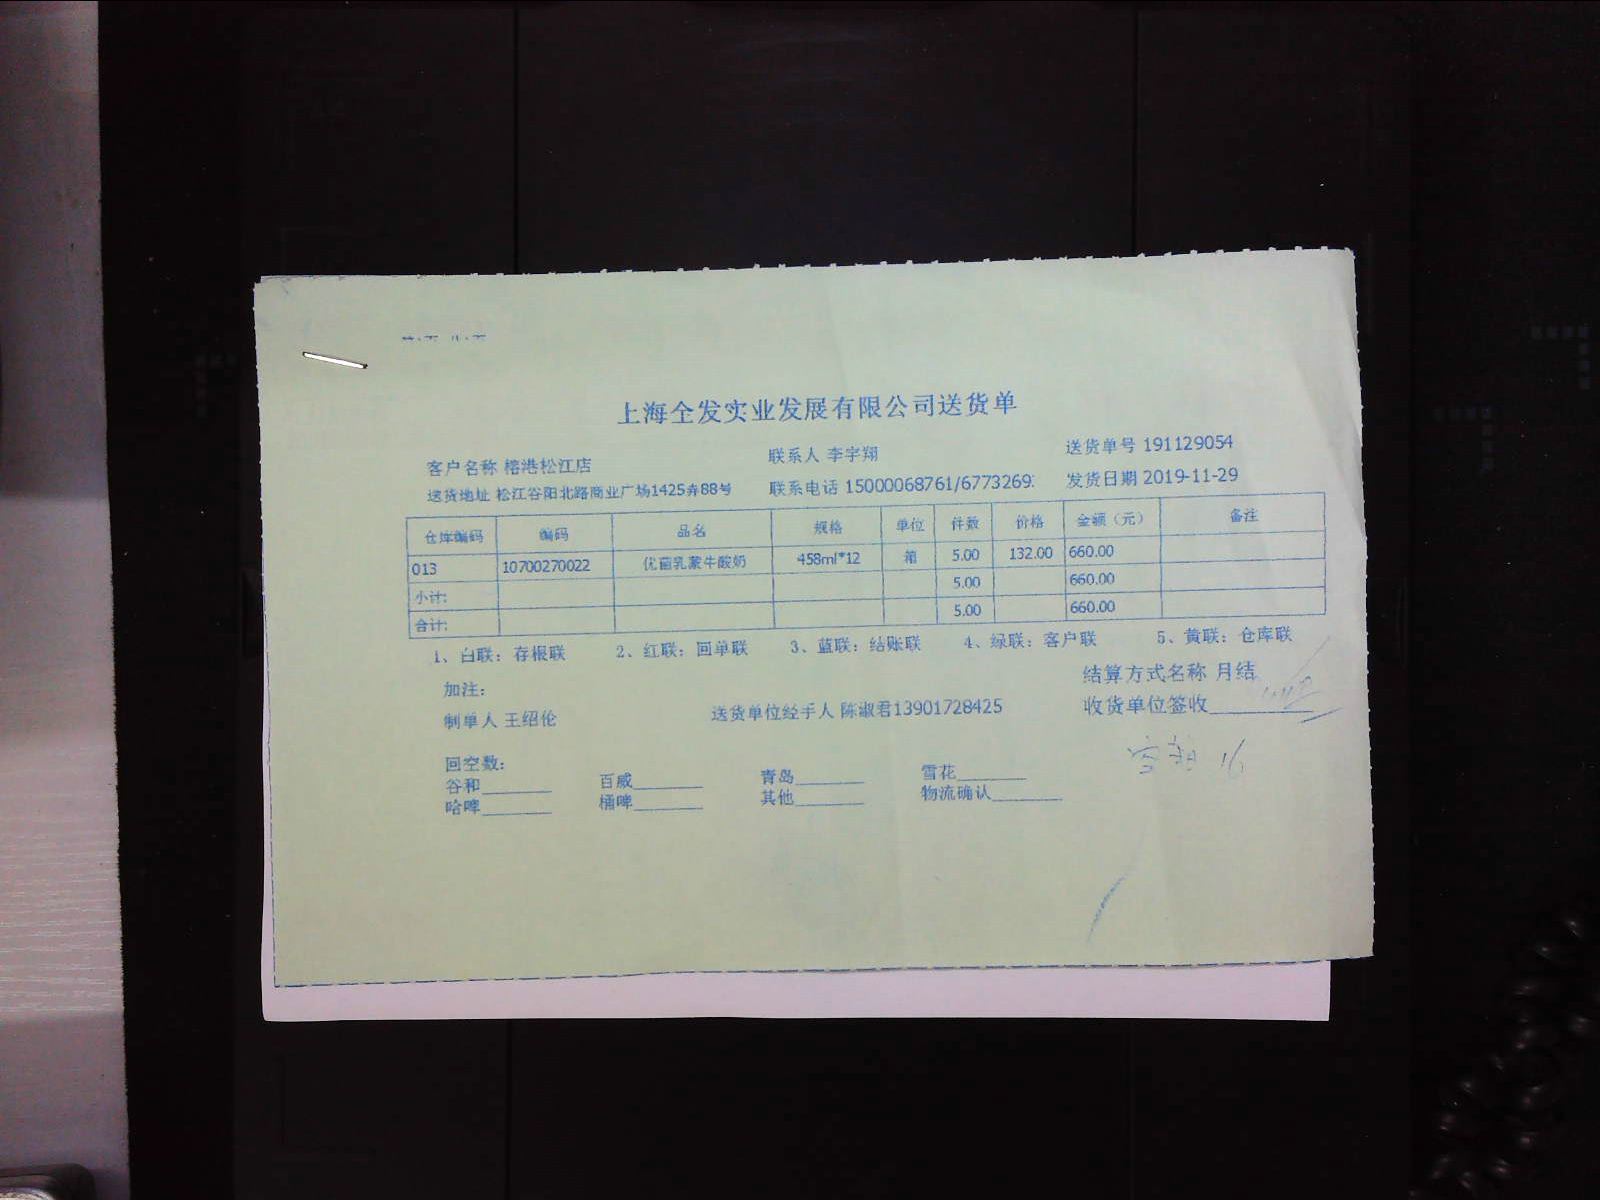 上海全发实业发展有限公司送货单
客户名称 榕港松江店 联系人 李宇翔 送货单号 191129054
送货地址 松江谷阳北路商业广场1425弄88号 联系电话 15000068761/6773269 发货日期 2019-11-29
仓库编码 编码 品名 规格 单位 件数 价格 金额（元） 备注
013 10700270022 优菌乳蒙牛酸奶 458ml*12 箱 5.00 132.00 660.00
小计: 5.00 660.00
合计: 5.00 660.00
1、白联：存根联 2、红联：回单联 3、蓝联：结账联 4、绿联：客户联 5、黄联：仓库联
加注： 结算方式名称 月结
制单人 王绍伦 送货单位经手人 陈淑君13901728425 收货单位签收
回空数：
谷和 百威 青岛 雪花
哈啤 桶啤 其他 物流确认